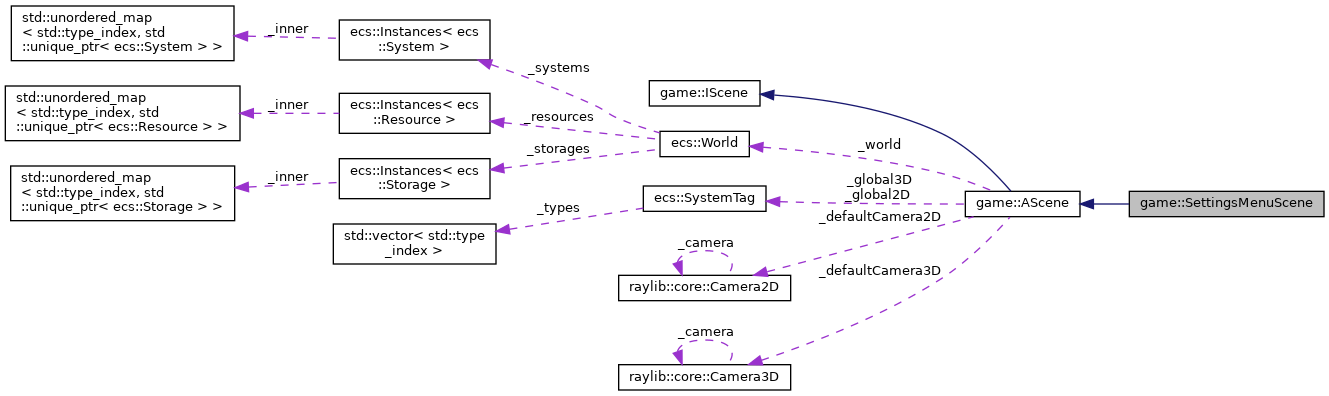 std::unordered_map
< std::type_index, std
::unique_ptr< ecs::System > >
_inner
ecs::Instances< ecs
::System >
_systems
std::unordered_map
< std::type_index, std
::unique_ptr< ecs::Resource > >
_inner
ecs::Instances< ecs
::Resource >
_resources
std::unordered_map
< std::type_index, std
::unique_ptr< ecs::Storage > >
_inner
ecs::Instances< ecs
::Storage >
_storages
game::IScene
ecs::World
_world
ecs::SystemTag
_global3D
_global2D
_types
std::vector< std::type
_index >
_defaultCamera2D
_camera
raylib::core::Camera2D
_defaultCamera3D
_camera
raylib::core::Camera3D
game::AScene
game::SettingsMenuScene